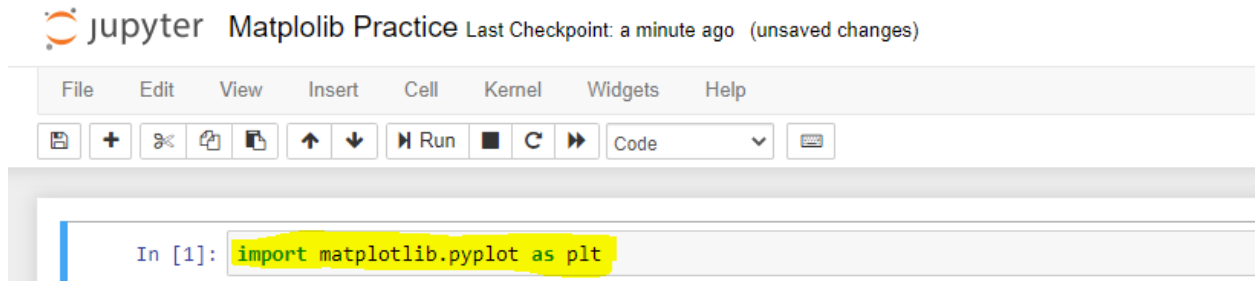 jupyter Matplolib Practice Last Checkpoint: a minute ago (unsaved changes)
File Edit View Insert Cell Kernel Widgets Help
Run Code
In [1]: import matplotlib.pyplot as plt